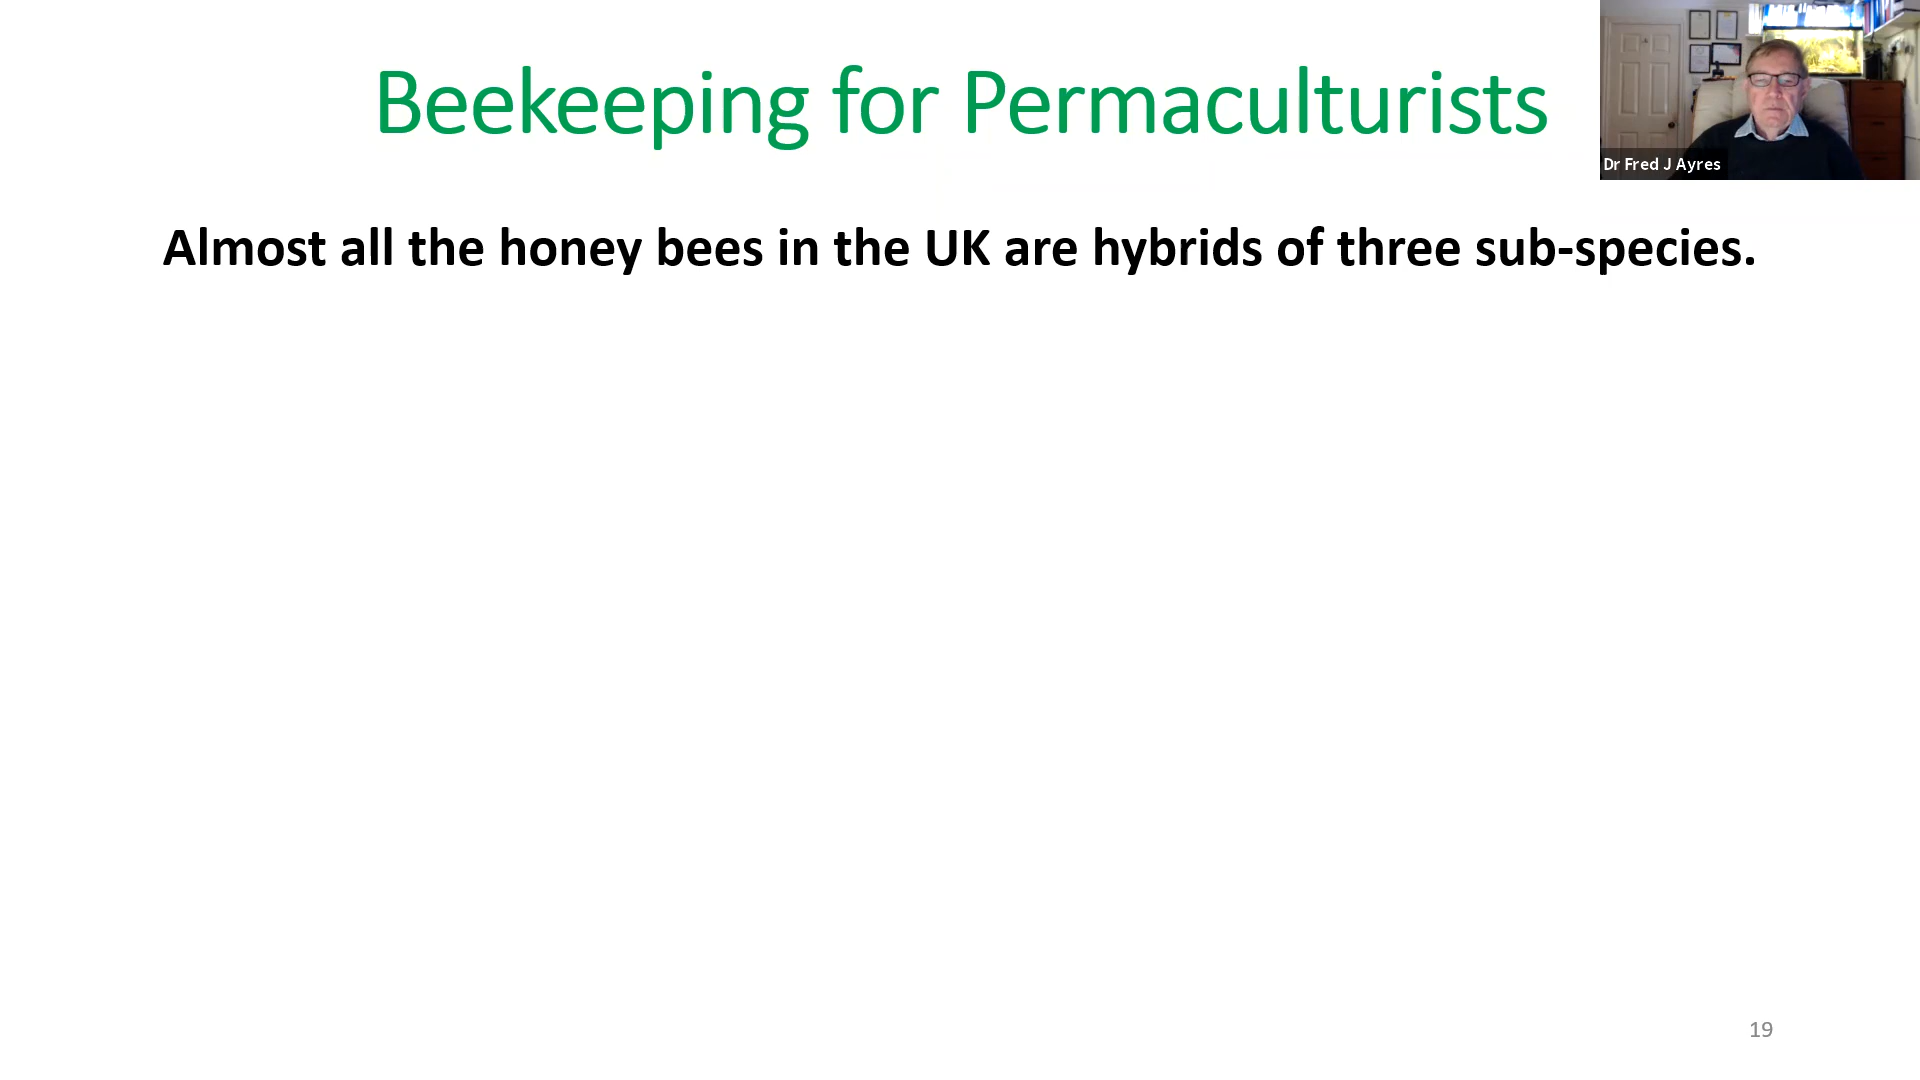 Beekeeping for Permaculturists
Dr Fred J Ayres
Almost all the honey bees in the UK are hybrids of three sub-species.
19